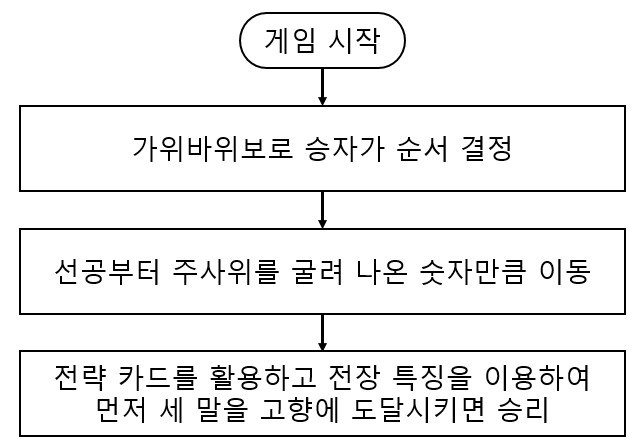 게임 시작
가위바위보로 승자가 순서 결정
선공부터 주사위를 굴려 나온 숫자만큼 이동
전략 카드를 활용하고 전장 특징을 이용하여
먼저 세 말을 고향에 도달시키면 승리